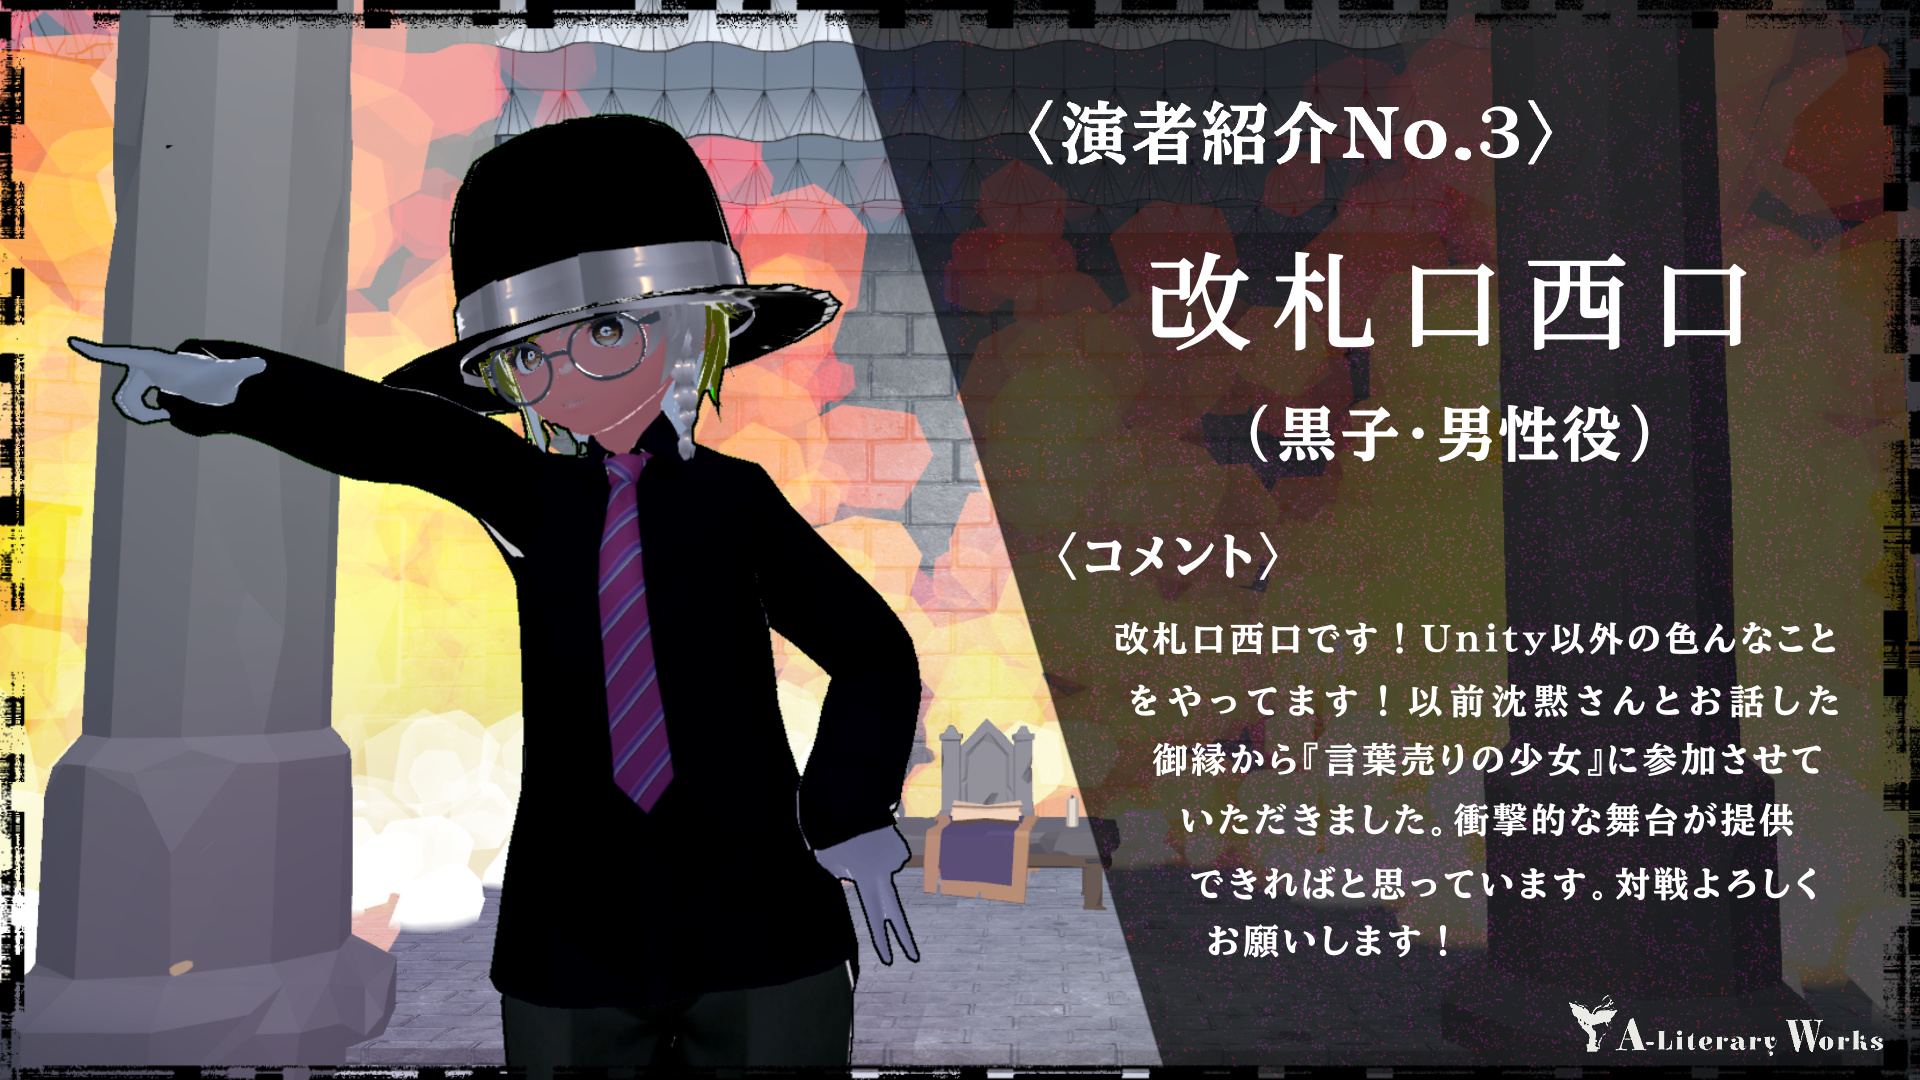 〈演者紹介No.3〉
改札口西口
（黒子・男性役）
〈コメント〉
改札口西口です！Unity以外の色んなこと
をやってます！以前沈黙さんとお話した
御縁から『言葉売りの少女』に参加させて
いただきました。衝撃的な舞台が提供
できればと思っています。対戦よろしく
お願いします！
A-Literary Works